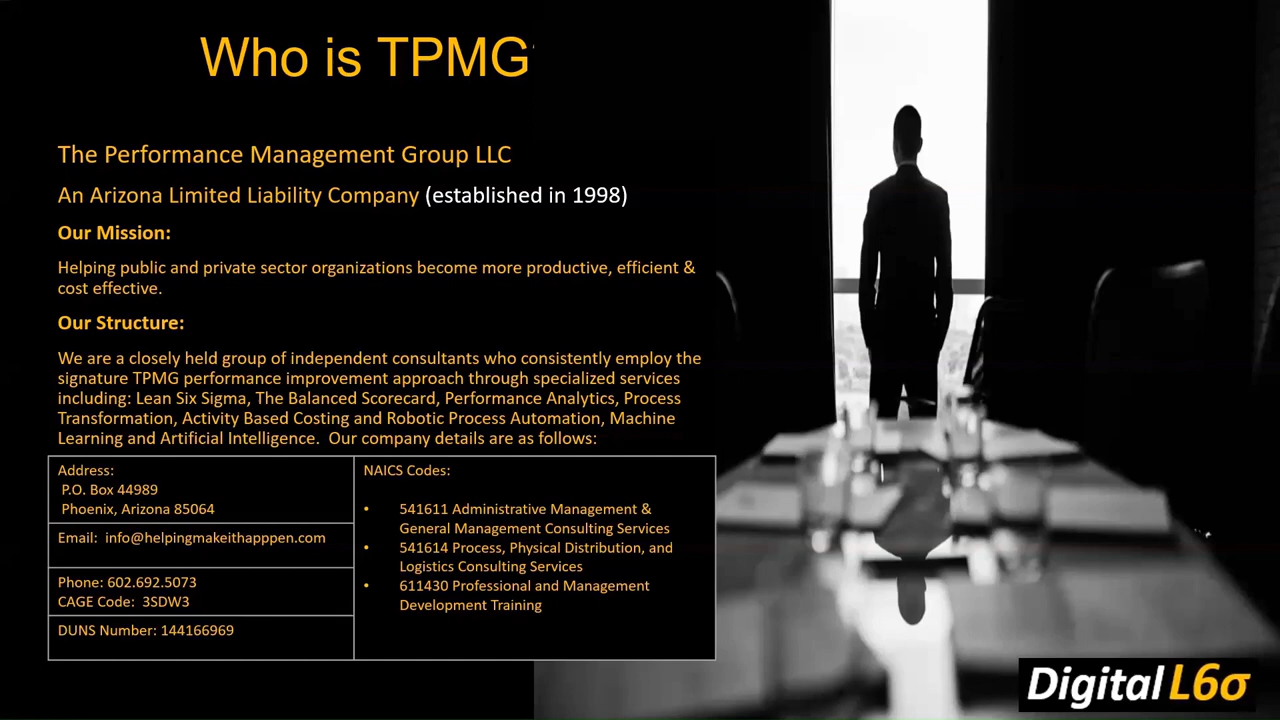 Who is TPMG
The Performance Management Group LLC
An Arizona Limited Liability Company (established in 1998)
Our Mission:
Helping public and private sector organizations become more productive, efficient &
cost effective.
Our Structure:
We are a closely held group of independent consultants who consistently employ the
signature TPMG performance improvement approach through specialized services
including: Lean Six Sigma, The Balanced Scorecard, Performance Analytics, Process
Transformation, Activity Based Costing and Robotic Process Automation, Machine
Learning and Artificial Intelligence.  Our company details are as follows:
Address:
P.O. Box 44989
Phoenix, Arizona 85064
Email:  info@helpingmakeithapppen.com
Phone: 602.692.5073
CAGE Code:  3SDW3
DUNS Number: 144166969
NAICS Codes:
• 541611 Administrative Management &
General Management Consulting Services
• 541614 Process, Physical Distribution, and
Logistics Consulting Services
• 611430 Professional and Management
Development Training
Digital L6σ